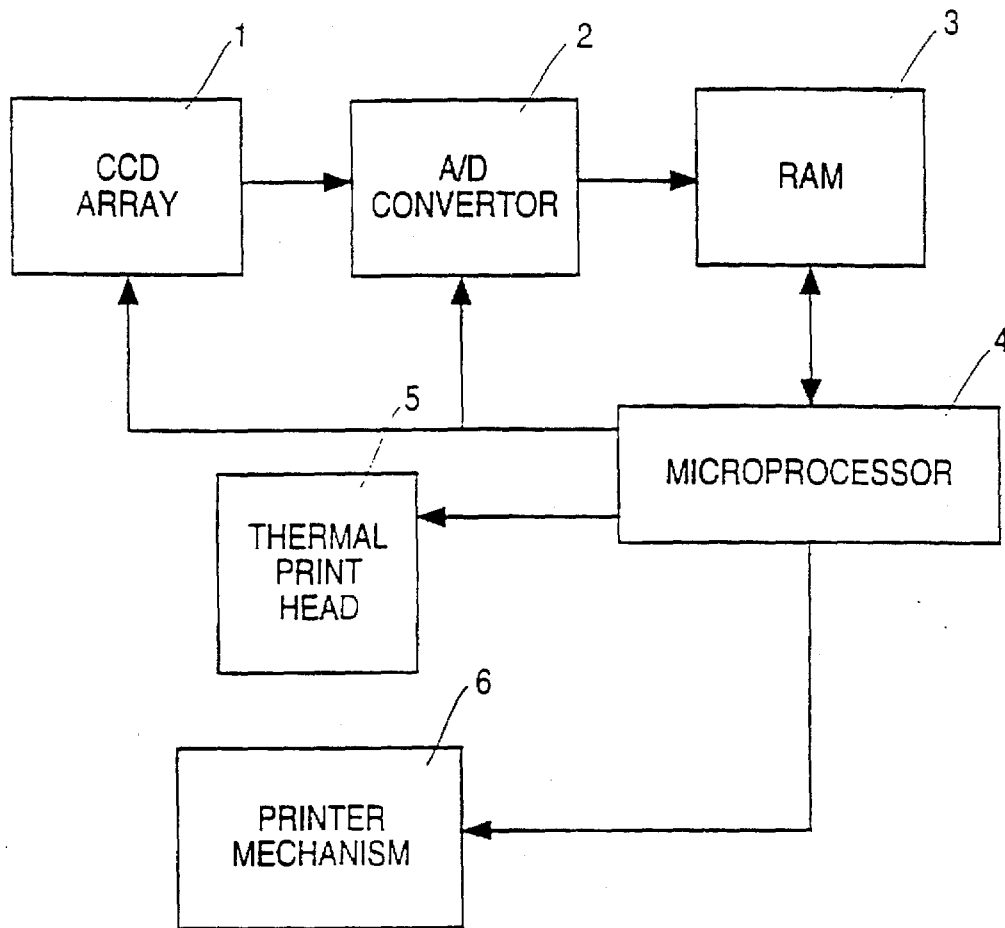 1
2
3
CCD
ARRAY
A/D
CONVERTOR
RAM
4
5
MICROPROCESSOR
THERMAL
PRINT
HEAD
6
PRINTER
MECHANISM